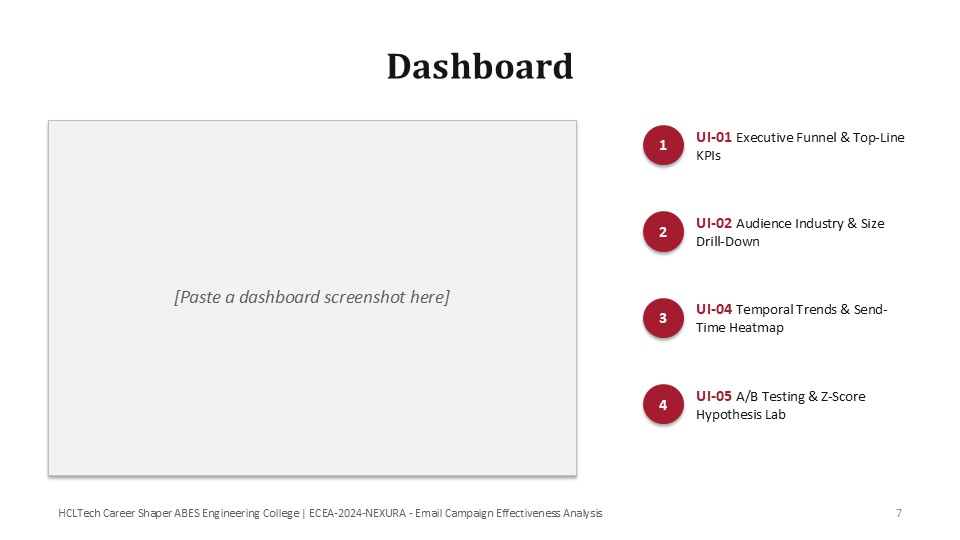 Dashboard
[Paste a dashboard screenshot here]
1
UI-01 Executive Funnel & Top-Line
KPIs
2
UI-02 Audience Industry & Size
Drill-Down
3
UI-04 Temporal Trends & Send-
Time Heatmap
4
UI-05 A/B Testing & Z-Score
Hypothesis Lab
HCLTech Career Shaper ABES Engineering College | ECEA-2024-NEXURA - Email Campaign Effectiveness Analysis
7